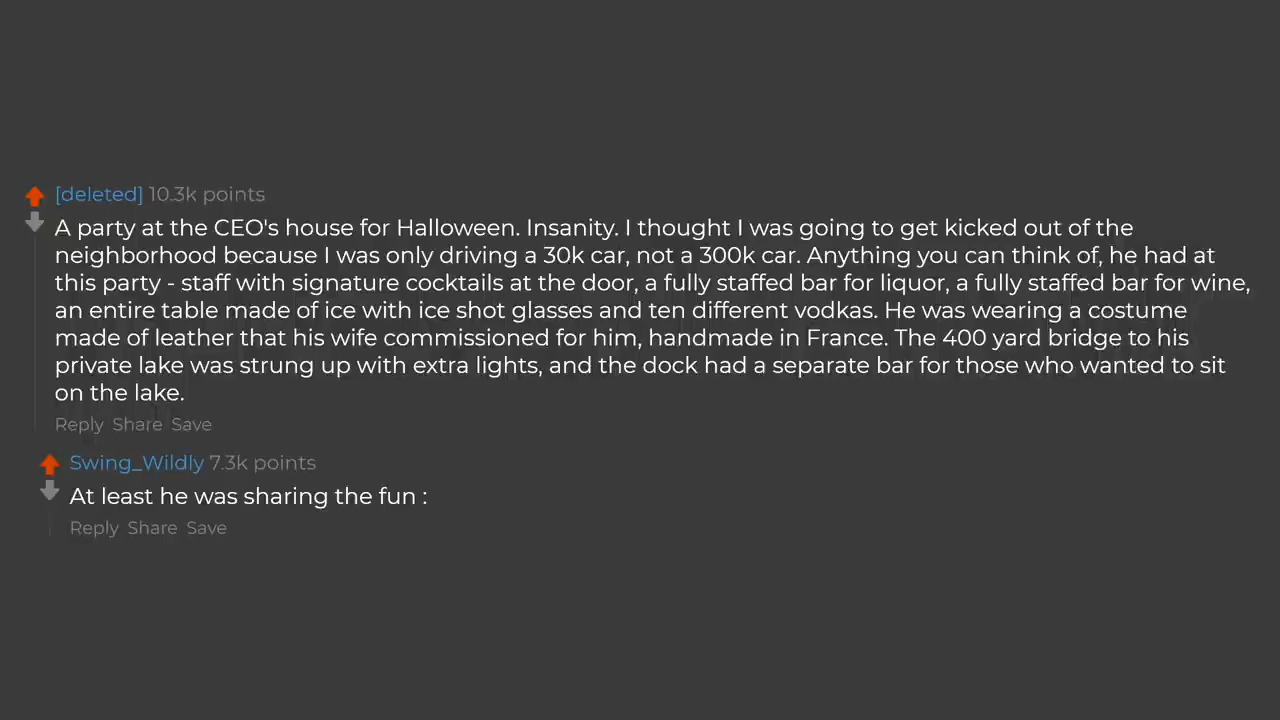 [deleted] 10.3k points
A party at the CEO's house for Halloween. Insanity. I thought I was going to get kicked out of the
neighborhood because I was only driving a 30k car, not a 300k car. Anything you can think of, he had at
this party - staff with signature cocktails at the door, a fully staffed bar for liquor, a fully staffed bar for wine,
an entire table made of ice with ice shot glasses and ten different vodkas. He was wearing a costume
made of leather that his wife commissioned for him, handmade in France. The 400 yard bridge to his
private lake was strung up with extra lights, and the dock had a separate bar for those who wanted to sit
on the lake.
Reply Share Save
Swing_Wildly 7.3k points
At least he was sharing the fun :
Reply Share Save